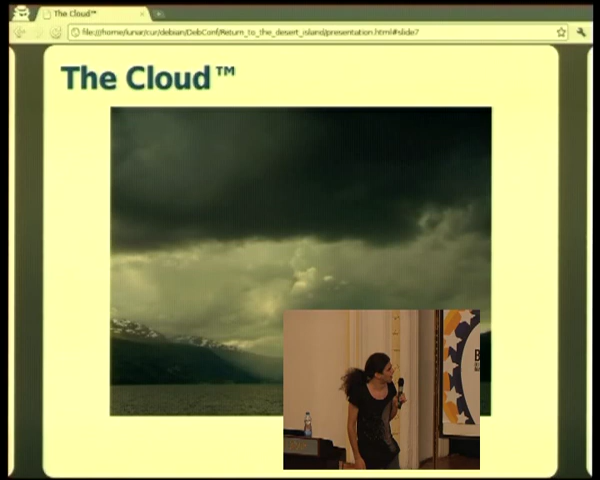 The Cloud™
file:///home/lunar/cur/debian/DebConf/Return_to_the_desert_island/presentation.html#slide7
The Cloud™
B